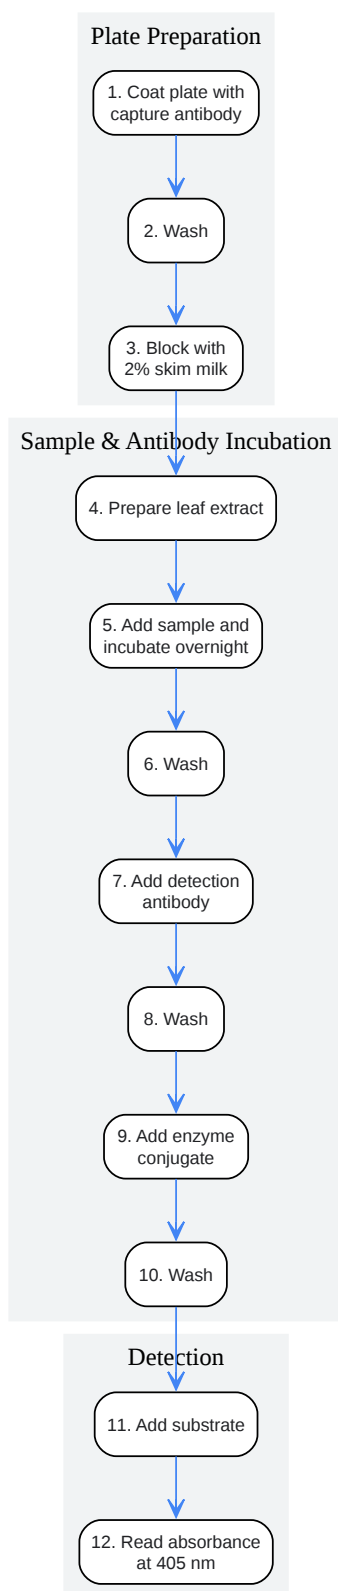 Plate Preparation
1. Coat plate with
capture antibody
2. Wash
3. Block with
2% skim milk
Sample & Antibody Incubation
4. Prepare leaf extract
5. Add sample and
incubate overnight
6. Wash
7. Add detection
antibody
8. Wash
9. Add enzyme
conjugate
10. Wash
Detection
11. Add substrate
12. Read absorbance
at 405 nm